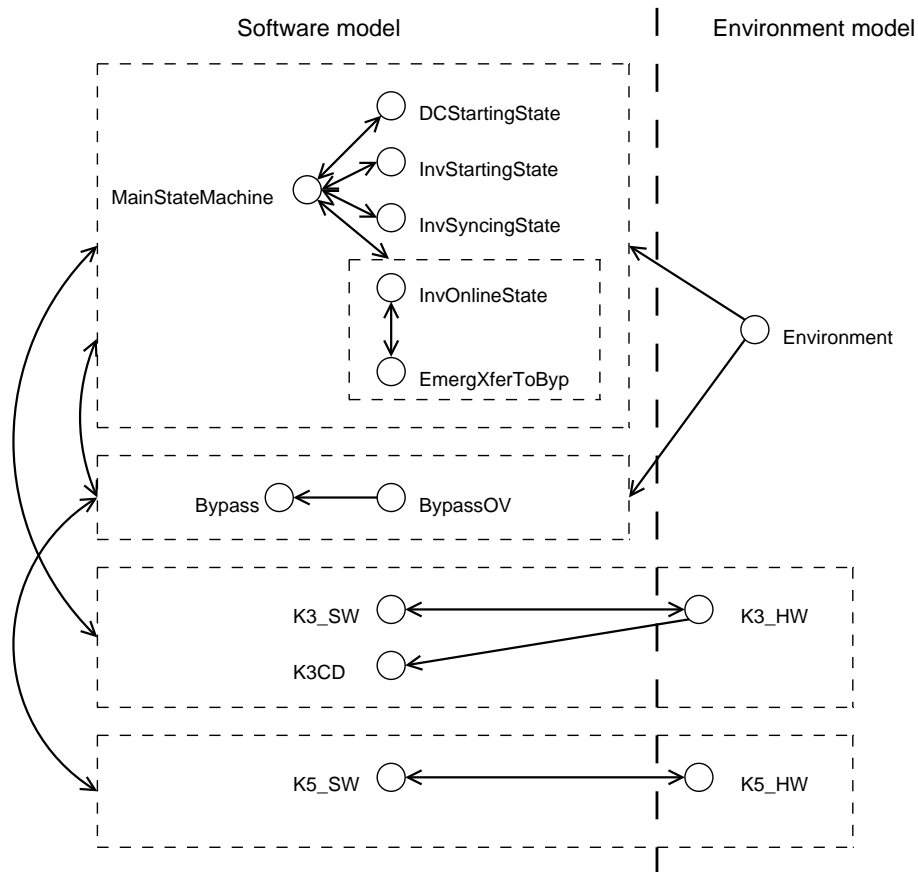 Software model
Environment model
DCStartingState
InvStartingState
MainStateMachine
InvSyncingState
InvOnlineState
Environment
EmergXferToByp
Bypass
BypassOV
K3_SW
K3_HW
K3CD
K5_SW
K5_HW